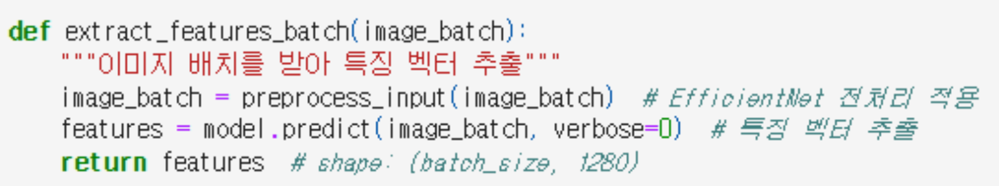 def extract_features_batch(image_batch):
    """이미지 배치를 받아 특징 벡터 추출"""
    image_batch = preprocess_input(image_batch)  # EfficientNet 전처리 적용
    features = model.predict(image_batch, verbose=0)  # 특징 벡터 추출
    return features  # shape: (batch_size, 1280)